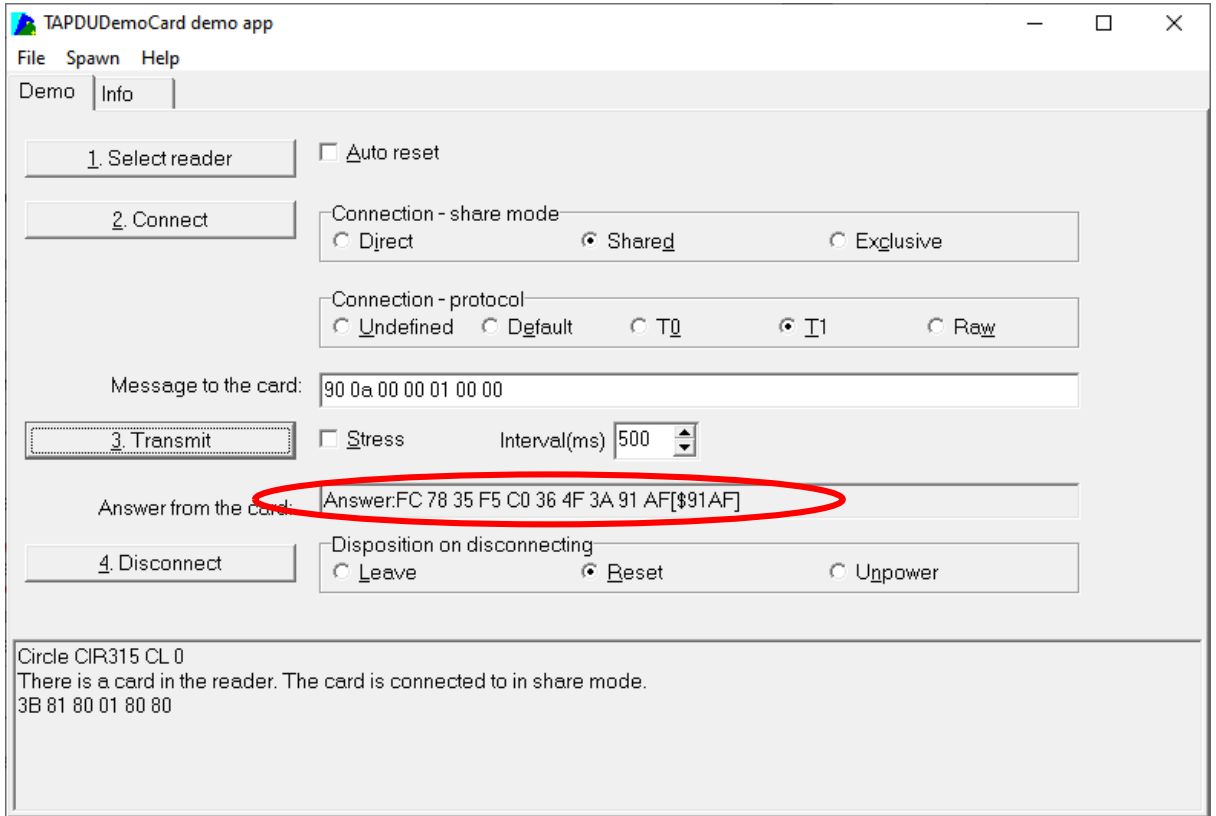 TAPDUDemoCard demo app
File Spawn Help
Demo Info
1. Select reader Auto reset
2. Connect
Connection - share mode
Direct Shared Exclusive
Connection - protocol
Undefined Default T0 T1 Raw
Message to the card: 90 0a 00 00 01 00 00
3. Transmit Stress Interval(ms) 500
Answer from the card: Answer:FC 78 35 F5 C0 36 4F 3A 91 AF[$91AF]
4. Disconnect
Disposition on disconnecting
Leave Reset Unpower
Circle CIR315 CL 0
There is a card in the reader. The card is connected to in share mode.
3B 81 80 01 80 80